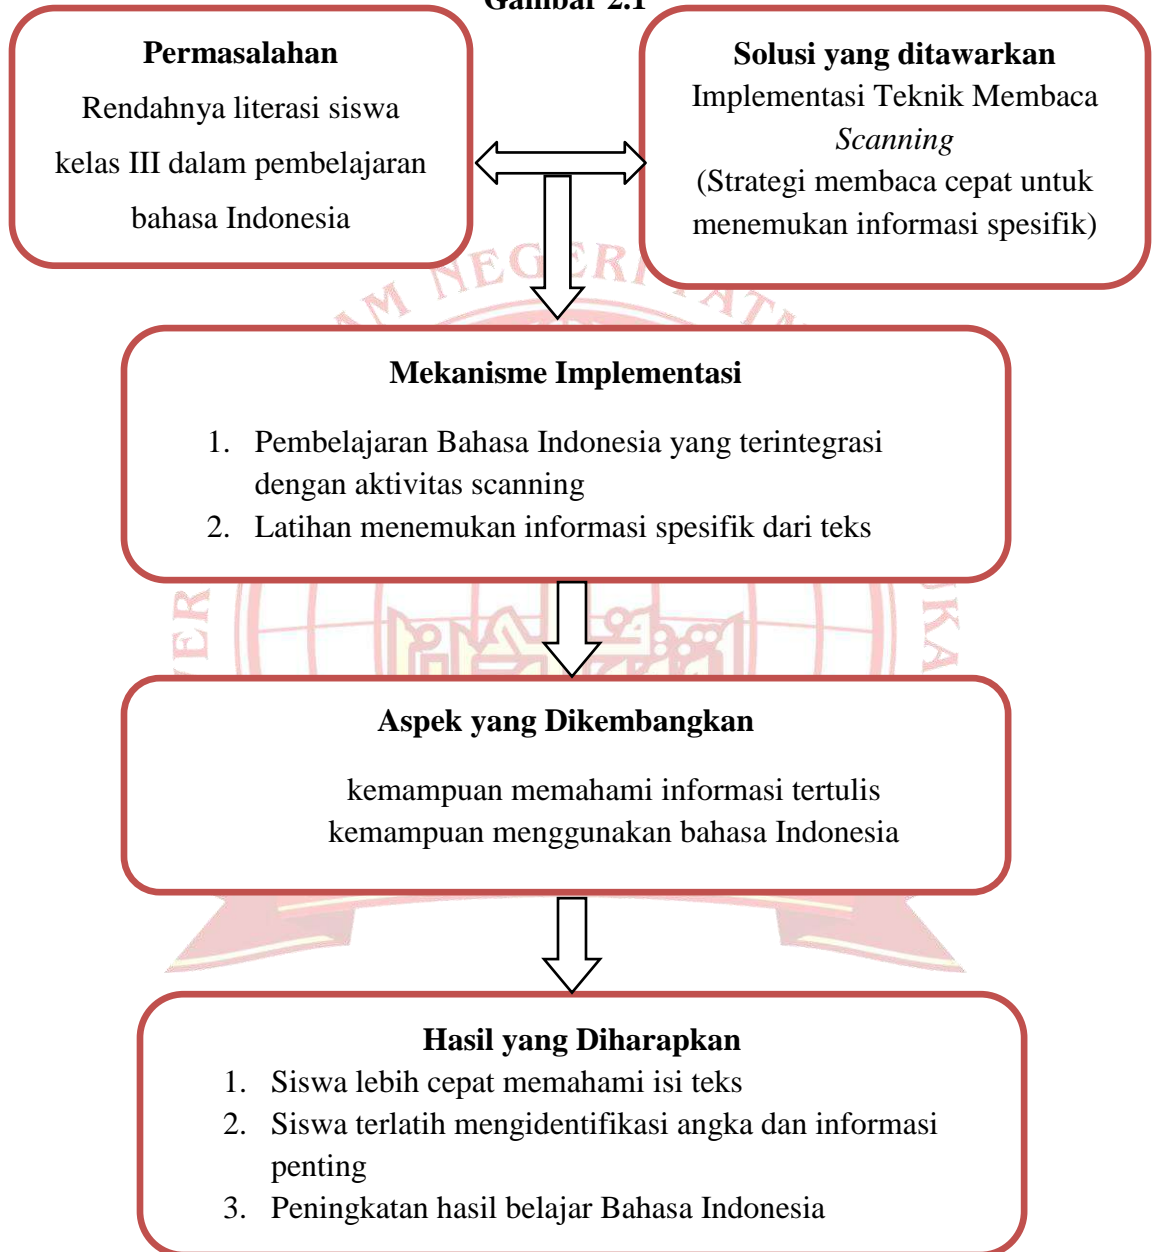 Gambar 2.1
Permasalahan
Rendahnya literasi siswa
kelas III dalam pembelajaran
bahasa Indonesia
Solusi yang ditawarkan
Implementasi Teknik Membaca
Scanning
(Strategi membaca cepat untuk
menemukan informasi spesifik)
NEGERI
Mekanisme Implementasi
1. Pembelajaran Bahasa Indonesia yang terintegrasi
dengan aktivitas scanning
2. Latihan menemukan informasi spesifik dari teks
Aspek yang Dikembangkan
kemampuan memahami informasi tertulis
kemampuan menggunakan bahasa Indonesia
Hasil yang Diharapkan
1. Siswa lebih cepat memahami isi teks
2. Siswa terlatih mengidentifikasi angka dan informasi
penting
3. Peningkatan hasil belajar Bahasa Indonesia